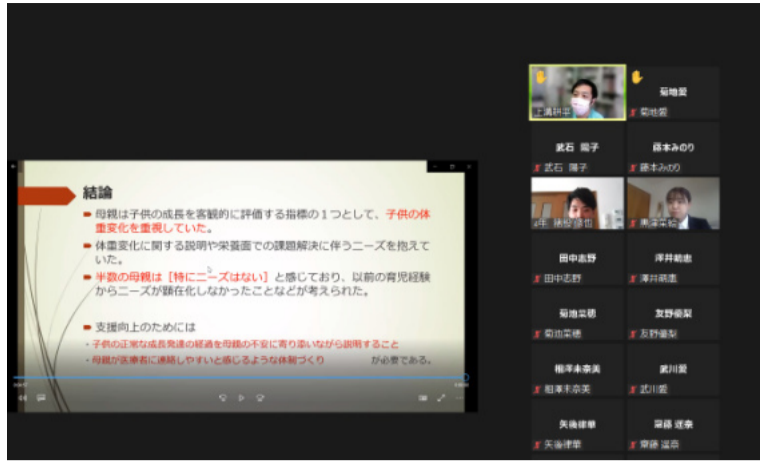 結論
母親は子供の成長を客観的に評価する指標の１つとして、子供の体
重変化を重視していた。
体重変化に関する説明や栄養面での課題解決に伴うニーズを抱えて
いた。
半数の母親は［特にニーズはない］と感じており、以前の育児経験
からニーズが顕在化しなかったことなどが考えられた。
支援向上のためには
・子供の正常な成長発達の経過を母親の不安に寄り添いながら説明すること
・母親が医療者に連絡しやすいと感じるような体制づくり が必要である。
上溝耕平
菊地愛
菊地愛
武石 陽子
武石 陽子
藤本みのり
藤本みのり
田中志野
田中志野
澤井萌恵
澤井萌恵
菊池菜穂
菊池菜穂
友野優梨
友野優梨
相澤未奈美
相澤未奈美
武川愛
武川愛
矢後律華
矢後律華
齋藤 遥奈
齋藤 遥奈